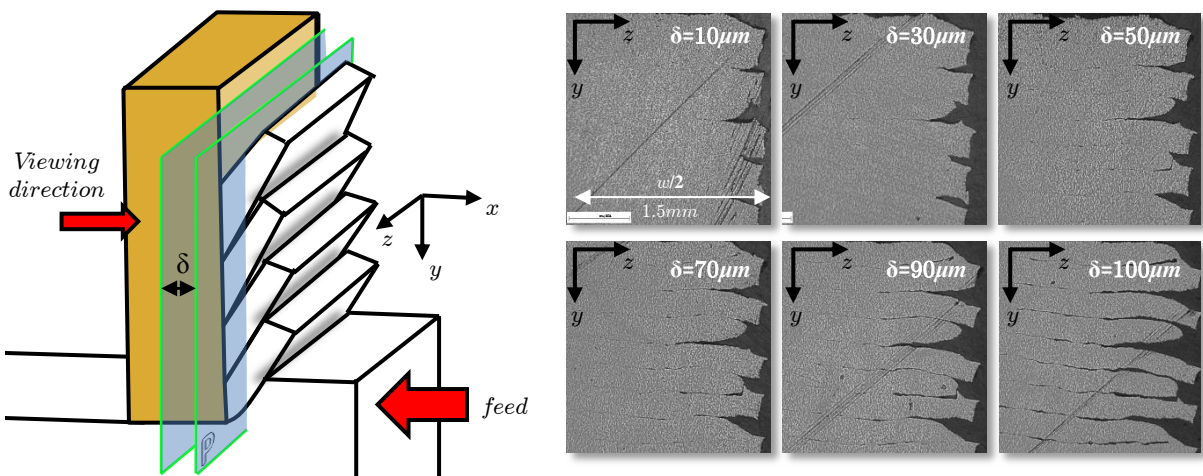 Viewing
direction
δ
x
z
y
feed
P
z
δ=10μm
y
w/2
1.5mm
z
δ=30μm
y
z
δ=50μm
y
z
δ=70μm
y
z
δ=90μm
y
z
δ=100μm
y